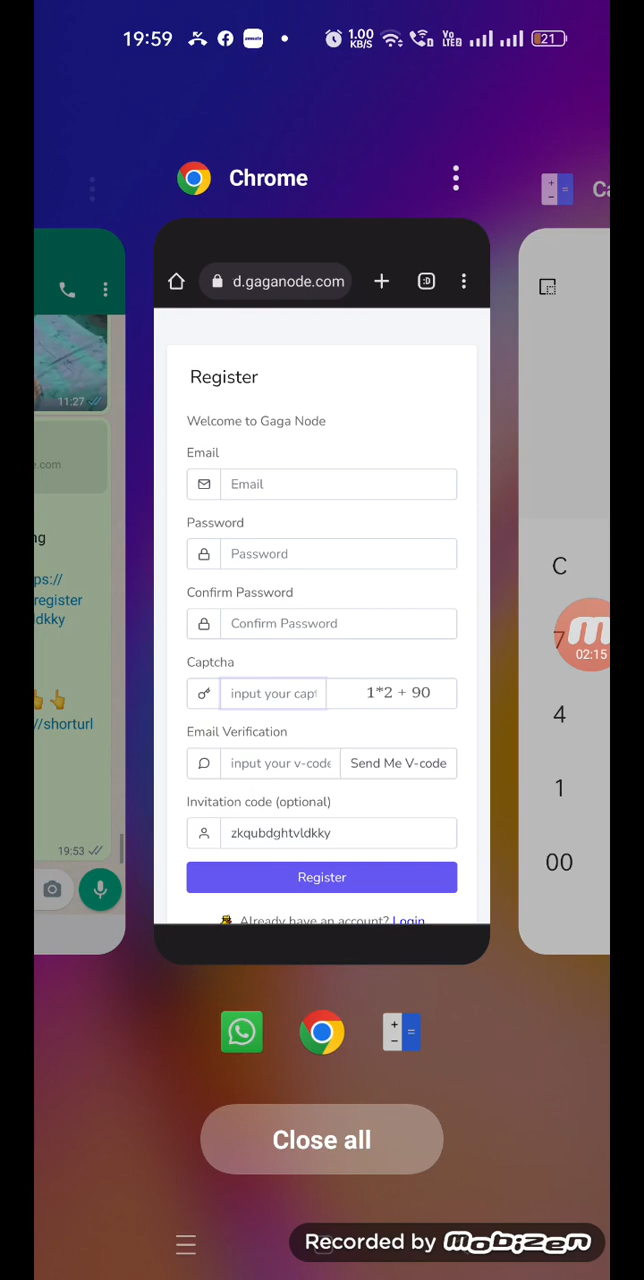 19:59
1.00
KB/S
Vo
LTE2
21
Chrome
Ca
:D
d.gaganode.com
11:27
e.com
Register
Welcome to Gaga Node
Email
Email
Password
Password
Confirm Password
Confirm Password
Captcha
input your capt
1*2 + 90
Email Verification
input your v-code
Send Me V-code
Invitation code (optional)
zkqubdghtvldkky
Register
Already have an account? Login
ng
ps://
register
dkky
//shorturl
19:53
C
7
02:15
4
1
00
Close all
Recorded by mobizen